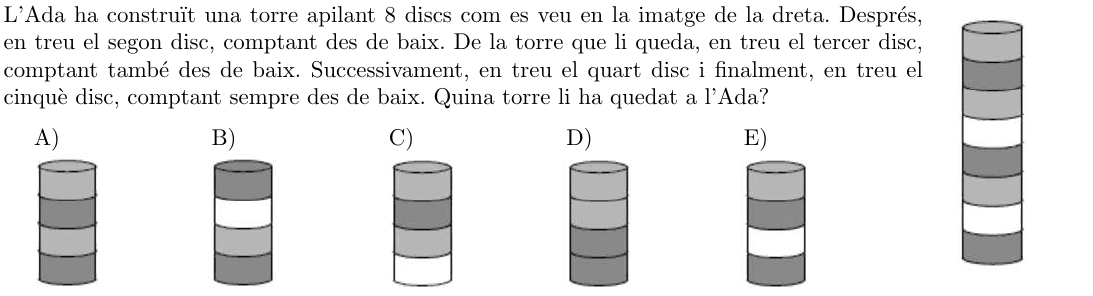 L'Ada ha construït una torre apilant 8 discs com es veu en la imatge de la dreta. Després,
en treu el segon disc, comptant des de baix. De la torre que li queda, en treu el tercer disc,
comptant també des de baix. Successivament, en treu el quart disc i finalment, en treu el
cinquè disc, comptant sempre des de baix. Quina torre li ha quedat a l'Ada?
A) B) C) D) E)